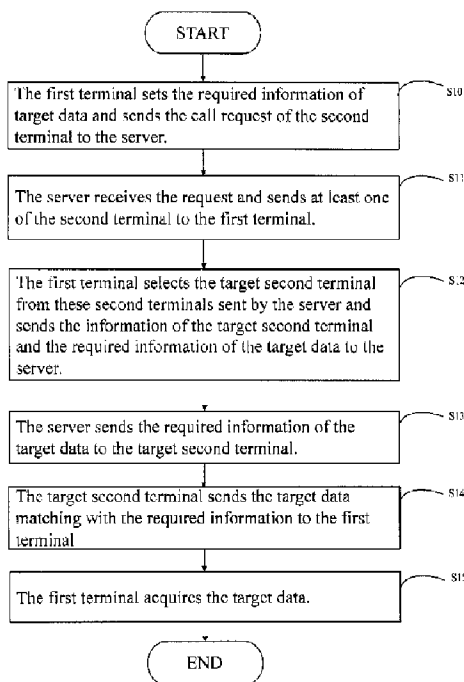 START
The first terminal sets the required information of
target data and sends the call request of the second
terminal to the server.
S10
The server receives the request and sends at least one
of the second terminal to the first terminal.
S11
The first terminal selects the target second terminal
from these second terminals sent by the server and
sends the information of the target second terminal
and the required information of the target data to the
server.
S12
The server sends the required information of the
target data to the target second terminal.
S13
The target second terminal sends the target data
matching with the required information to the first
terminal
S14
The first terminal acquires the target data.
S15
END